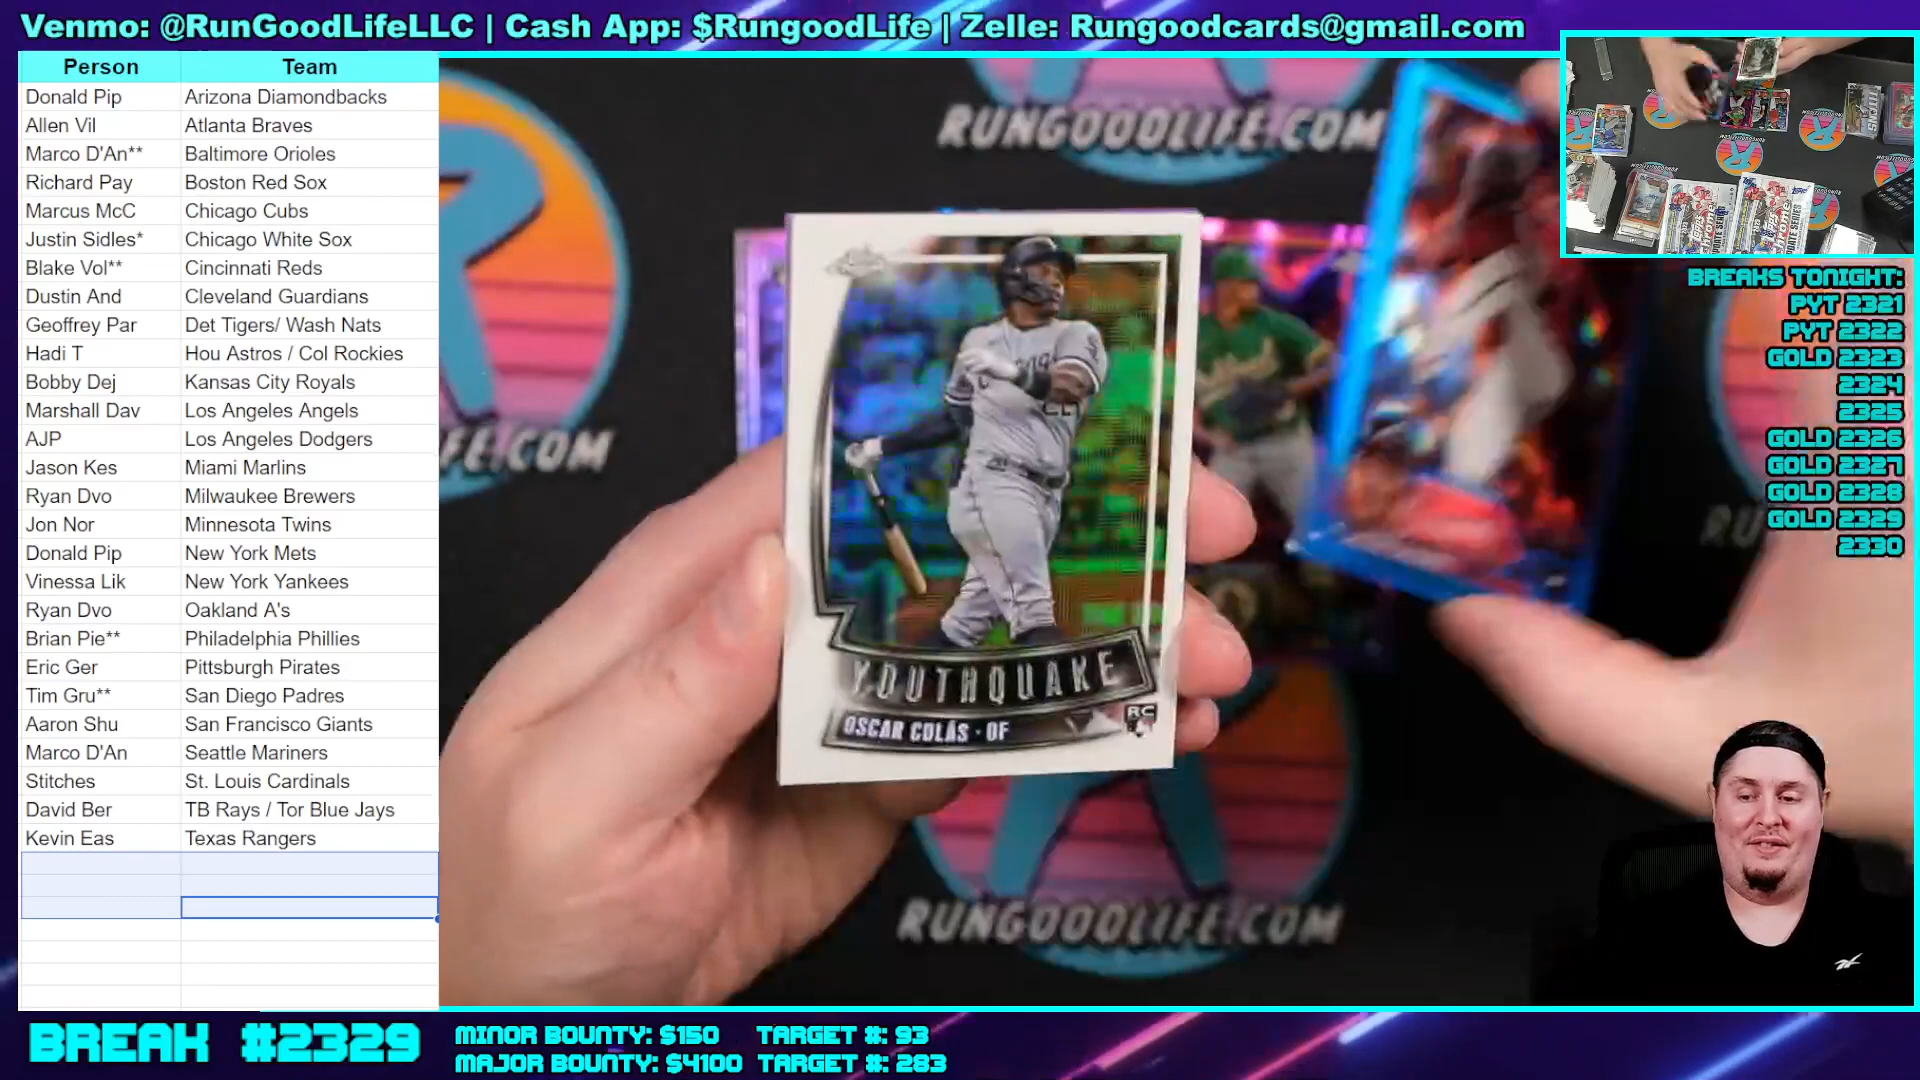 Venmo: @RunGoodLifeLLC | Cash App: $RungoodLife | Zelle: Rungoodcards@gmail.com
Person Team
Donald Pip Arizona Diamondbacks
Allen Vil Atlanta Braves
Marco D'An** Baltimore Orioles
Richard Pay Boston Red Sox
Marcus McC Chicago Cubs
Justin Sidles* Chicago White Sox
Blake Vol** Cincinnati Reds
Dustin And Cleveland Guardians
Geoffrey Par Det Tigers/ Wash Nats
Hadi T Hou Astros / Col Rockies
Bobby Dej Kansas City Royals
Marshall Dav Los Angeles Angels
AJP Los Angeles Dodgers
Jason Kes Miami Marlins
Ryan Dvo Milwaukee Brewers
Jon Nor Minnesota Twins
Donald Pip New York Mets
Vinessa Lik New York Yankees
Ryan Dvo Oakland A's
Brian Pie** Philadelphia Phillies
Eric Ger Pittsburgh Pirates
Tim Gru** San Diego Padres
Aaron Shu San Francisco Giants
Marco D'An Seattle Mariners
Stitches St. Louis Cardinals
David Ber TB Rays / Tor Blue Jays
Kevin Eas Texas Rangers
RUNGOODLIFE.COM
FE.COM
YOUTHQUAKE
OSCAR COLÁS · OF
RC
RUNGOODLIFE.COM
BREAKS TONIGHT:
PYT 2321
PYT 2322
GOLD 2323
2324
2325
GOLD 2326
GOLD 2327
GOLD 2328
GOLD 2329
2330
BREAK #2329
MINOR BOUNTY: $150 TARGET #: 93
MAJOR BOUNTY: $4100 TARGET #: 283